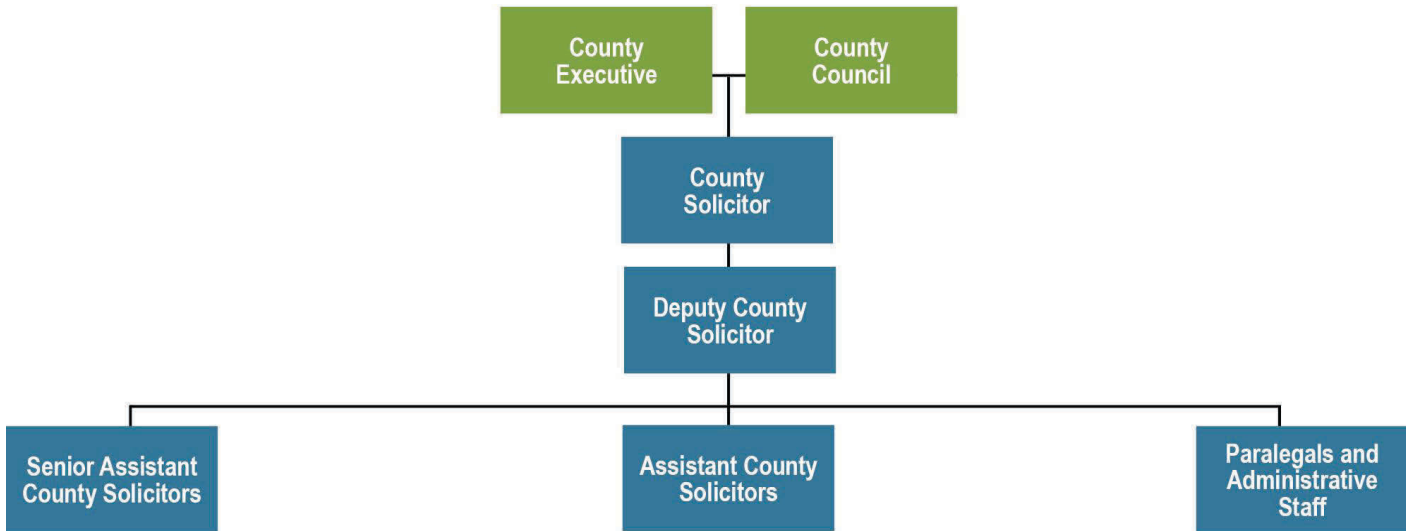 County
Executive
County
Council
County
Solicitor
Deputy County
Solicitor
Senior Assistant
County Solicitors
Assistant County
Solicitors
Paralegals and
Administrative
Staff